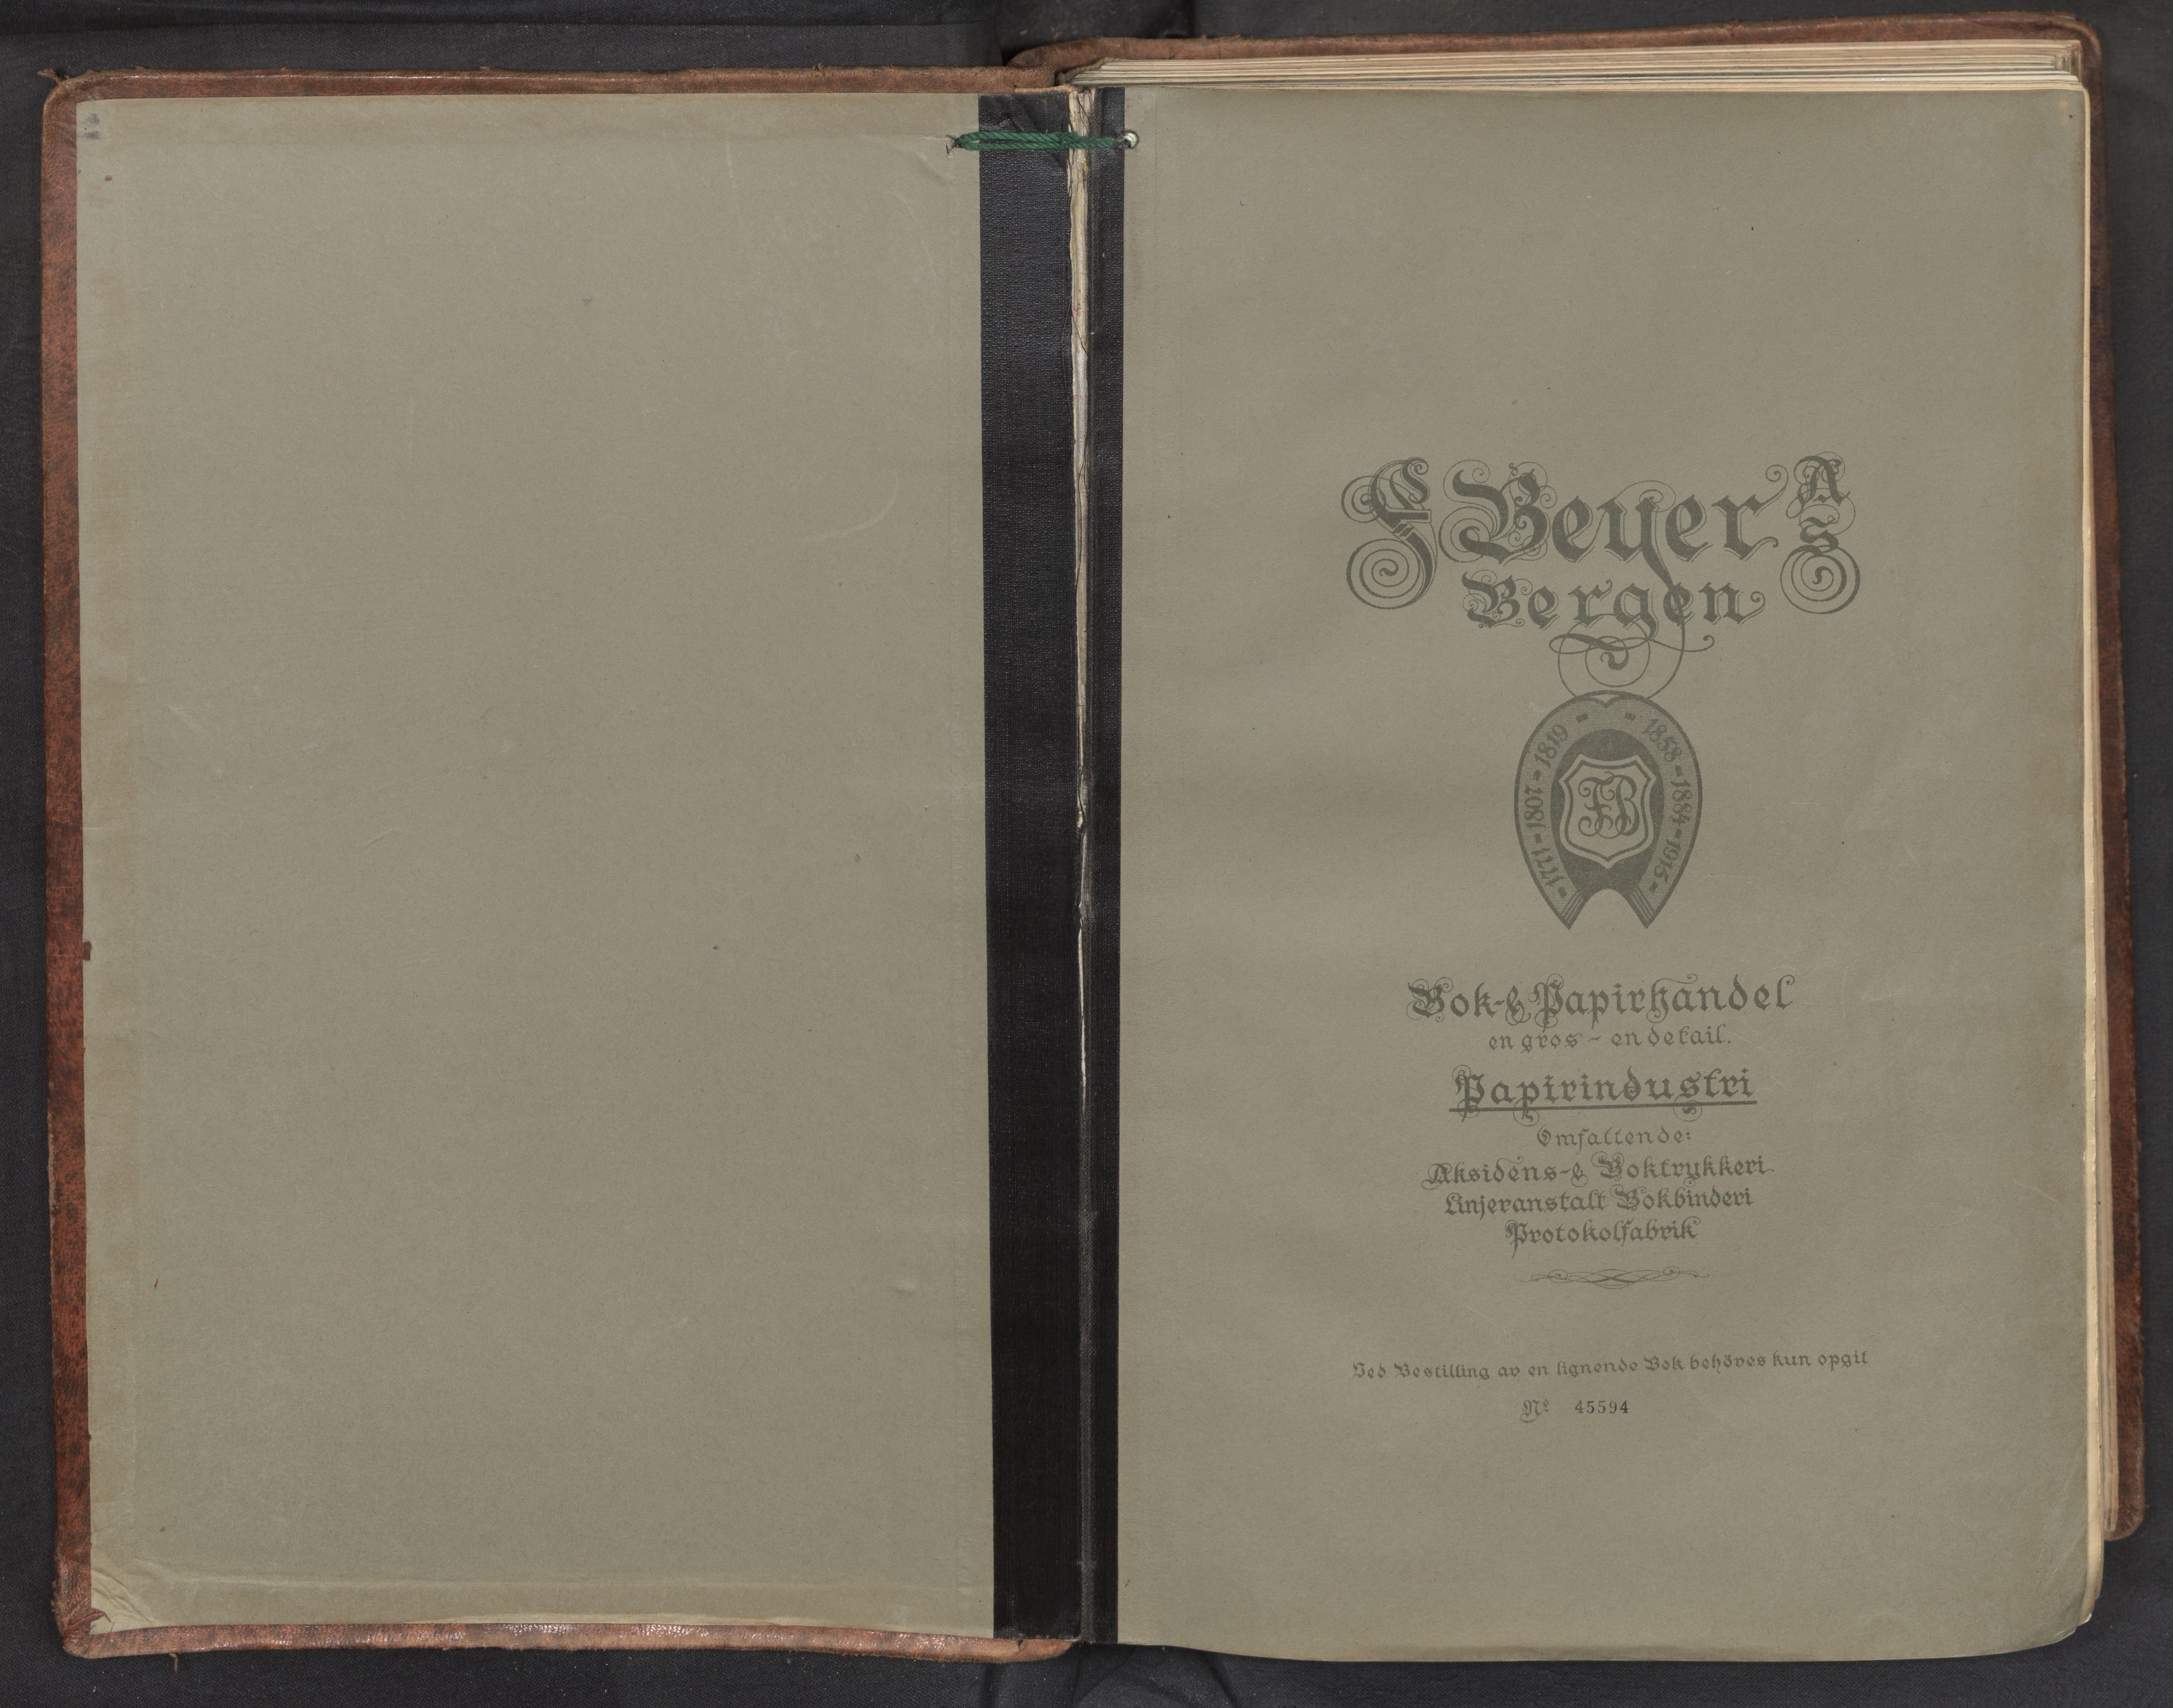 F Beyer A/S
Bergen
1771-1807-1819 - - 1858-1884-1915
FB
Bok-& Papirhandel
en gros - en detail.
Papirindustri
Omfattende:
Aksidens-& Boktrykkeri
Linjeranstalt Bokbinderi
Protokolfabrik
Ved Bestilling av en lignende Bok behöves kun opgit
Nº 45594